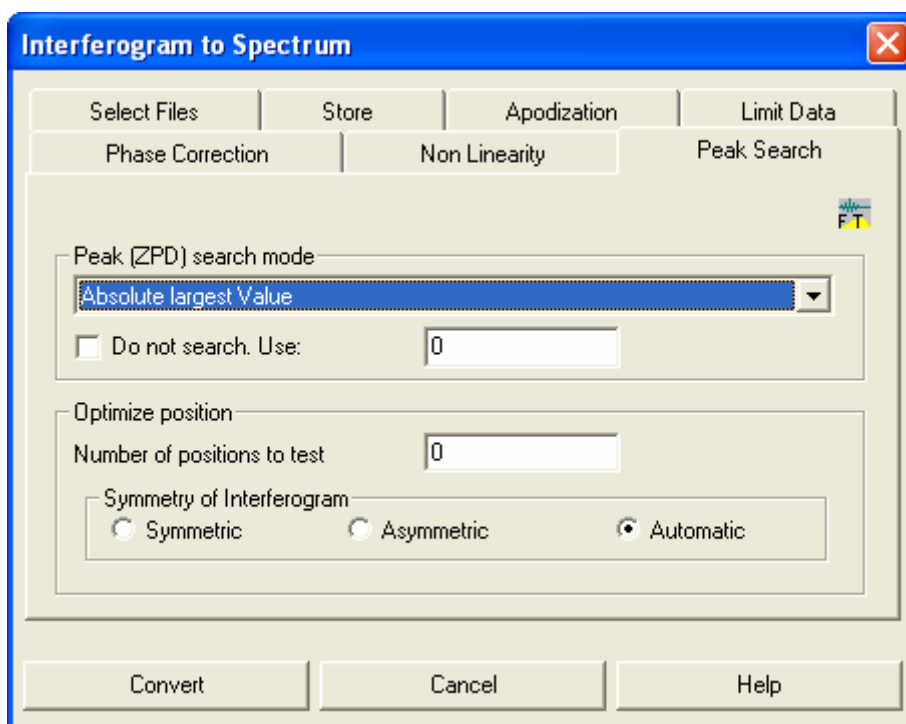 Interferogram to Spectrum
Select Files Store Apodization Limit Data
Phase Correction Non Linearity Peak Search
FT
Peak (ZPD) search mode
Absolute largest Value
Do not search. Use: 0
Optimize position
Number of positions to test 0
Symmetry of Interferogram
Symmetric Asymmetric Automatic
Convert Cancel Help